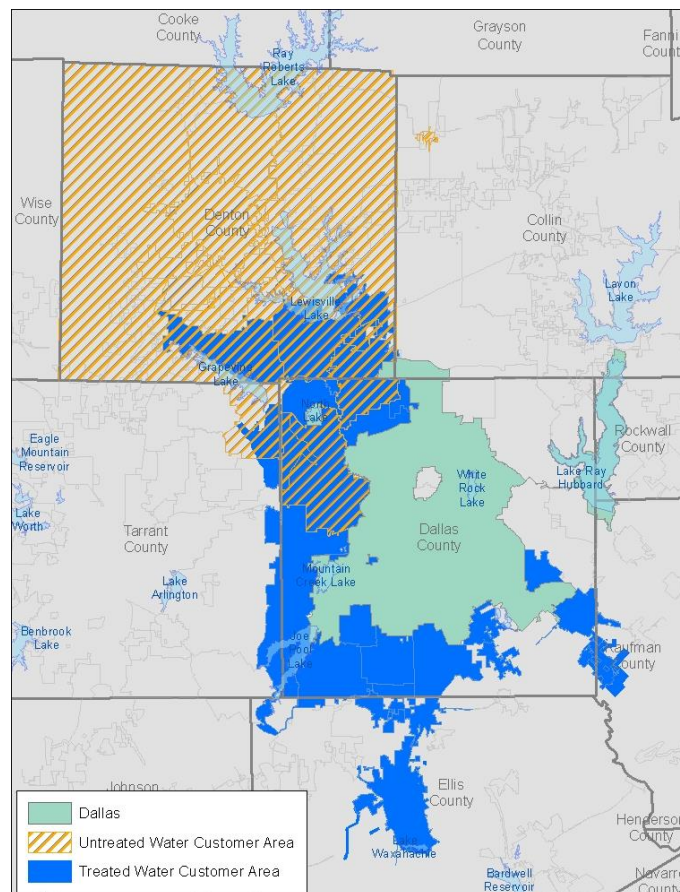 Cooke
County
Grayson
County
Fanni
Count
Ray
Roberts
Lake
Wise
County
Denton
County
Collin
County
Lavon
Lake
Lewisville
Lake
Grapevine
Lake
North
Lake
Rockwall
County
Eagle
Mountain
Reservoir
White
Rock
Lake
Lake Ray
Hubbard
Lake
Worth
Tarrant
County
Dallas
County
Mountain
Creek Lake
Lake
Arlington
Benbrook
Lake
Joe
Pool
Lake
Kaufman
County
Johnson
Ellis
County
Henderson
County
Lake
Waxahachie
Bardwell
Reservoir
Navarro
Dallas
Untreated Water Customer Area
Treated Water Customer Area